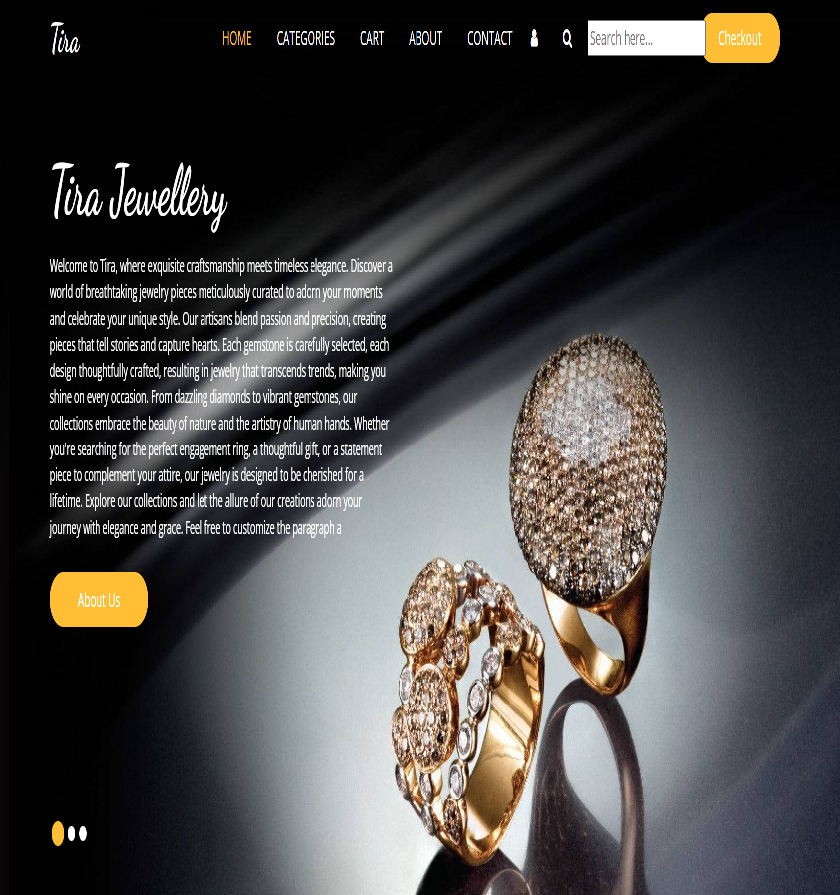 Tira
HOME CATEGORIES CART ABOUT CONTACT Search here... Checkout
Tira Jewellery
Welcome to Tira, where exquisite craftsmanship meets timeless elegance. Discover a
world of breathtaking jewelry pieces meticulously curated to adorn your moments
and celebrate your unique style. Our artisans blend passion and precision, creating
pieces that tell stories and capture hearts. Each gemstone is carefully selected, each
design thoughtfully crafted, resulting in jewelry that transcends trends, making you
shine on every occasion. From dazzling diamonds to vibrant gemstones, our
collections embrace the beauty of nature and the artistry of human hands. Whether
you're searching for the perfect engagement ring, a thoughtful gift, or a statement
piece to complement your attire, our jewelry is designed to be cherished for a
lifetime. Explore our collections and let the allure of our creations adorn your
journey with elegance and grace. Feel free to customize the paragraph a
About Us